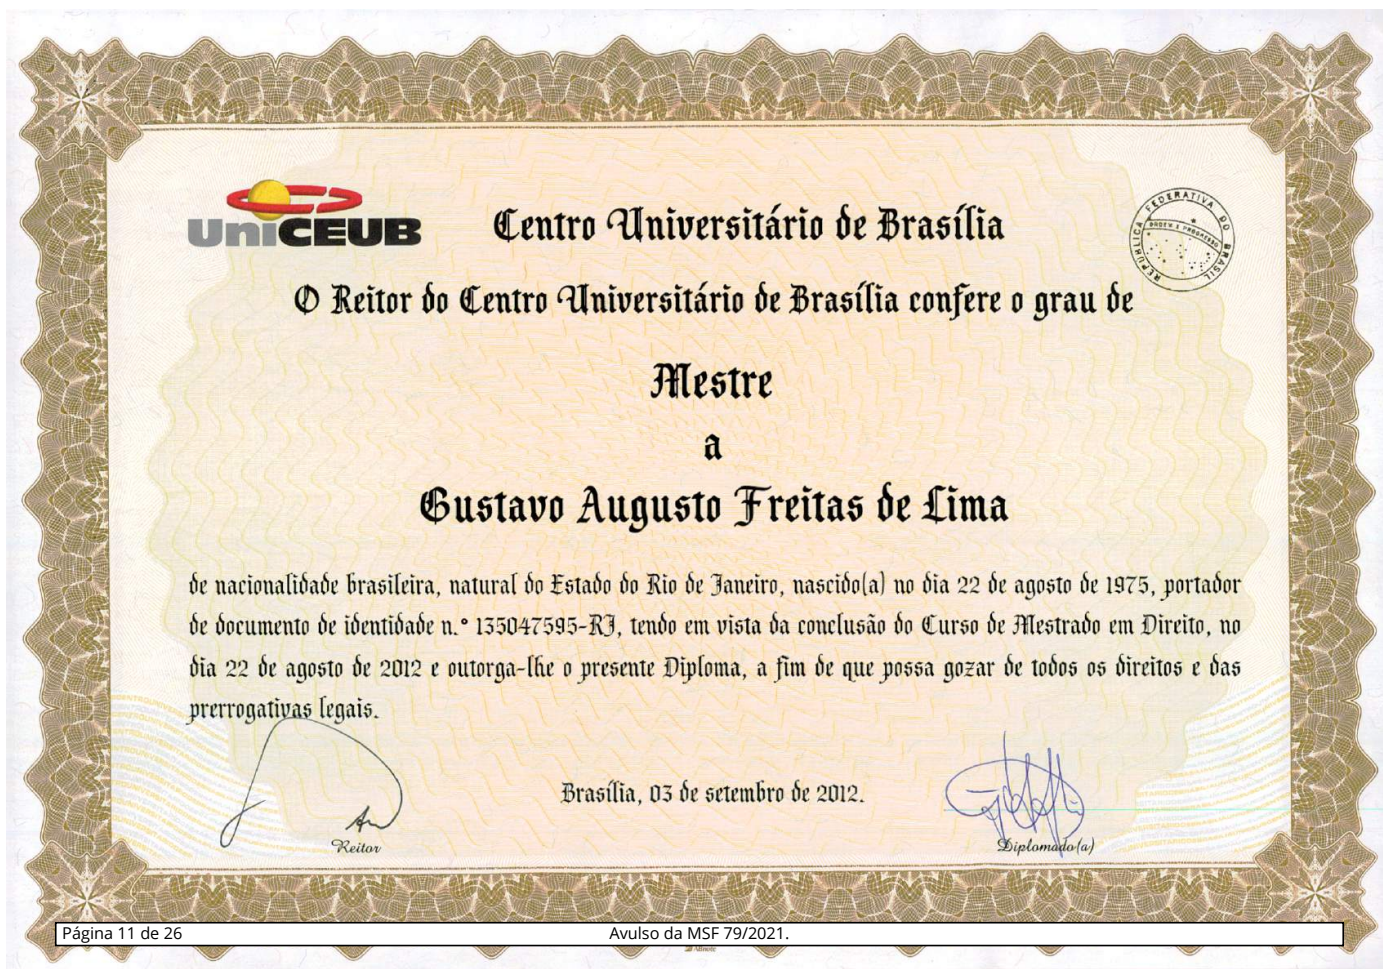 UniCEUB
Centro Universitário de Brasília
REPÚBLICA FEDERATIVA DO BRASIL
ORDEM E PROGRESSO
O Reitor do Centro Universitário de Brasília confere o grau de
Mestre
a
Gustavo Augusto Freitas de Lima
de nacionalidade brasileira, natural do Estado do Rio de Janeiro, nascido(a) no dia 22 de agosto de 1975, portador
de documento de identidade n.º 135047595-RJ, tendo em vista da conclusão do Curso de Mestrado em Direito, no
dia 22 de agosto de 2012 e outorga-lhe o presente Diploma, a fim de que possa gozar de todos os direitos e das
prerrogativas legais.
Brasília, 03 de setembro de 2012.
Reitor
Diplomado(a)
Página 11 de 26
Avulso da MSF 79/2021.